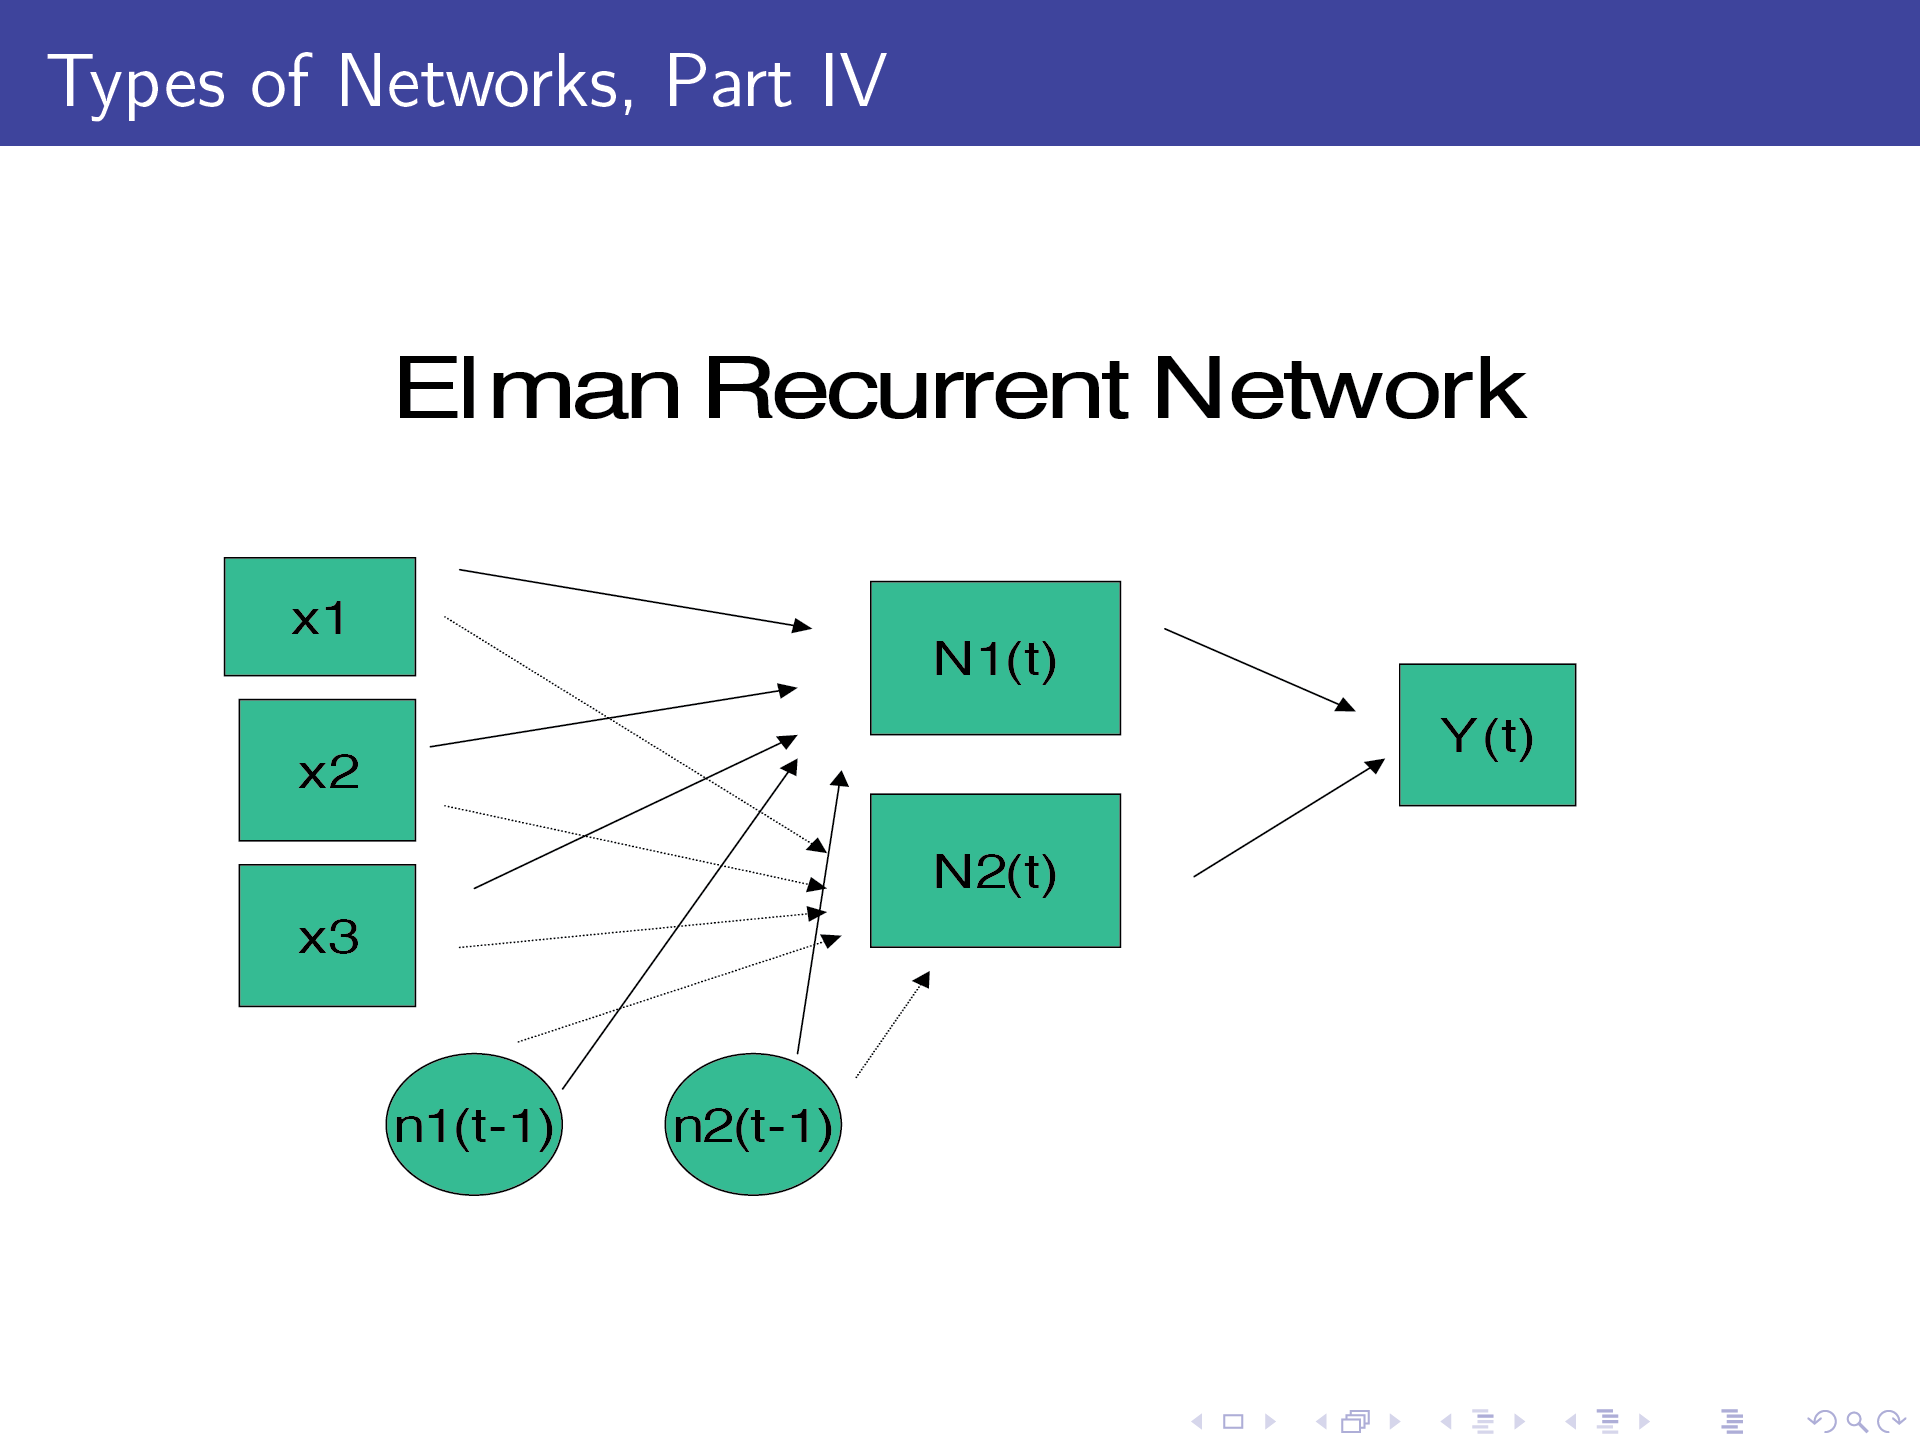 Types of Networks, Part IV
Elman Recurrent Network
x1
N1(t)
Y(t)
x2
N2(t)
x3
n1(t-1)
n2(t-1)